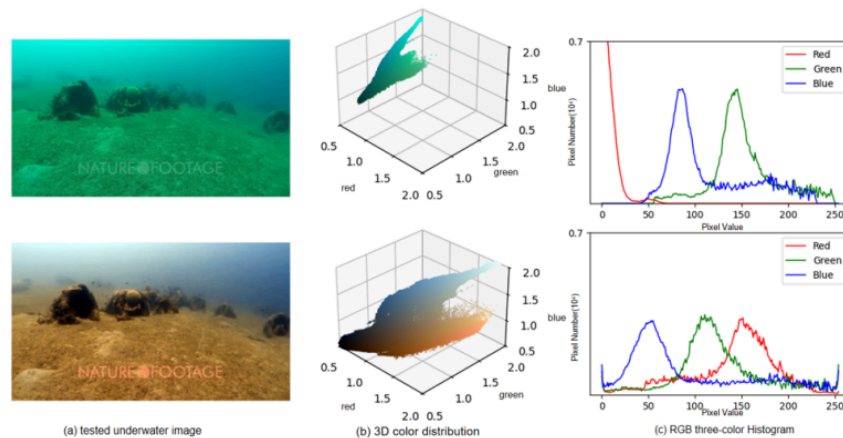 NATURE FOOTAGE
0.5
1.0
1.5
2.0
red
0.5
1.0
1.5
2.0
green
2.0
1.5
1.0
0.5
blue
0.7
Pixel Number(10⁵)
Red
Green
Blue
0 50 100 150 200 250
Pixel Value
NATURE FOOTAGE
0.5
1.0
1.5
2.0
red
0.5
1.0
1.5
2.0
green
2.0
1.5
1.0
0.5
blue
0.7
Pixel Number(10⁵)
Red
Green
Blue
0 50 100 150 200 250
Pixel Value
(a) tested underwater image
(b) 3D color distribution
(c) RGB three-color Histogram